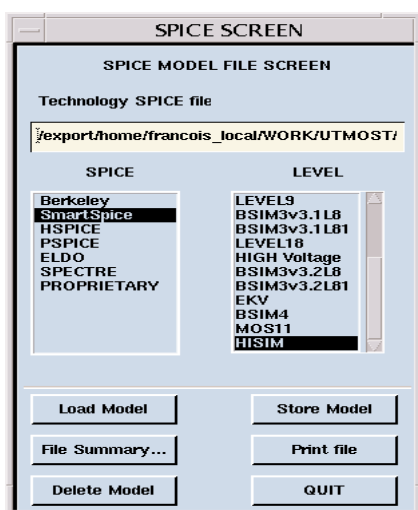 SPICE SCREEN
SPICE MODEL FILE SCREEN
Technology SPICE file
/export/home/francois_local/WORK/UTMOST/
SPICE
LEVEL
Berkeley
SmartSpice
HSPICE
PSPICE
ELDO
SPECTRE
PROPRIETARY
LEVEL9
BSIM3v3.1L8
BSIM3v3.1L81
LEVEL18
HIGH Voltage
BSIM3v3.2L8
BSIM3v3.2L81
EKV
BSIM4
MOS11
HISIM
Load Model
Store Model
File Summary...
Print file
Delete Model
QUIT